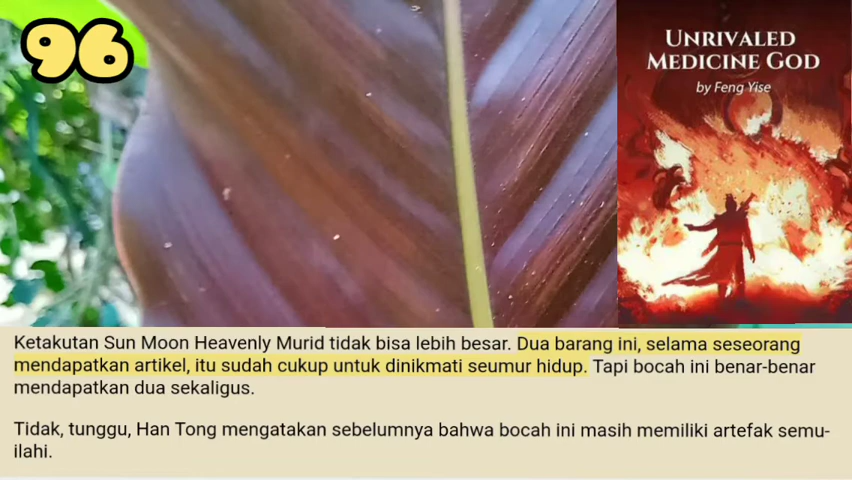 96
UNRIVALED
MEDICINE GOD
by Feng Yise
Ketakutan Sun Moon Heavenly Murid tidak bisa lebih besar. Dua barang ini, selama seseorang
mendapatkan artikel, itu sudah cukup untuk dinikmati seumur hidup. Tapi bocah ini benar-benar
mendapatkan dua sekaligus.
Tidak, tunggu, Han Tong mengatakan sebelumnya bahwa bocah ini masih memiliki artefak semu-
ilahi.